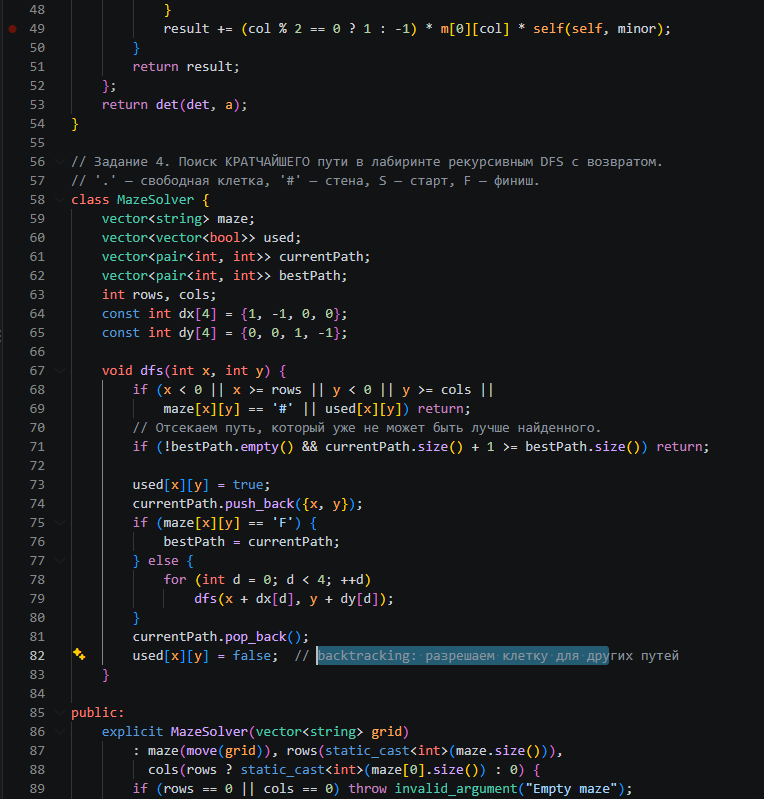 48 }
49 result += (col % 2 == 0 ? 1 : -1) * m[0][col] * self(self, minor);
50 }
51 return result;
52 };
53 return det(det, a);
54 }
55
56 // Задание 4. Поиск КРАТЧАЙШЕГО пути в лабиринте рекурсивным DFS с возвратом.
57 // '.' — свободная клетка, '#' — стена, S — старт, F — финиш.
58 class MazeSolver {
59 vector<string> maze;
60 vector<vector<bool>> used;
61 vector<pair<int, int>> currentPath;
62 vector<pair<int, int>> bestPath;
63 int rows, cols;
64 const int dx[4] = {1, -1, 0, 0};
65 const int dy[4] = {0, 0, 1, -1};
66
67 void dfs(int x, int y) {
68 if (x < 0 || x >= rows || y < 0 || y >= cols ||
69 maze[x][y] == '#' || used[x][y]) return;
70 // Отсекаем путь, который уже не может быть лучше найденного.
71 if (!bestPath.empty() && currentPath.size() + 1 >= bestPath.size()) return;
72
73 used[x][y] = true;
74 currentPath.push_back({x, y});
75 if (maze[x][y] == 'F') {
76 bestPath = currentPath;
77 } else {
78 for (int d = 0; d < 4; ++d)
79 dfs(x + dx[d], y + dy[d]);
80 }
81 currentPath.pop_back();
82 used[x][y] = false; // backtracking: разрешаем клетку для других путей
83 }
84
85 public:
86 explicit MazeSolver(vector<string> grid)
87 : maze(move(grid)), rows(static_cast<int>(maze.size())),
88 cols(rows ? static_cast<int>(maze[0].size()) : 0) {
89 if (rows == 0 || cols == 0) throw invalid_argument("Empty maze");